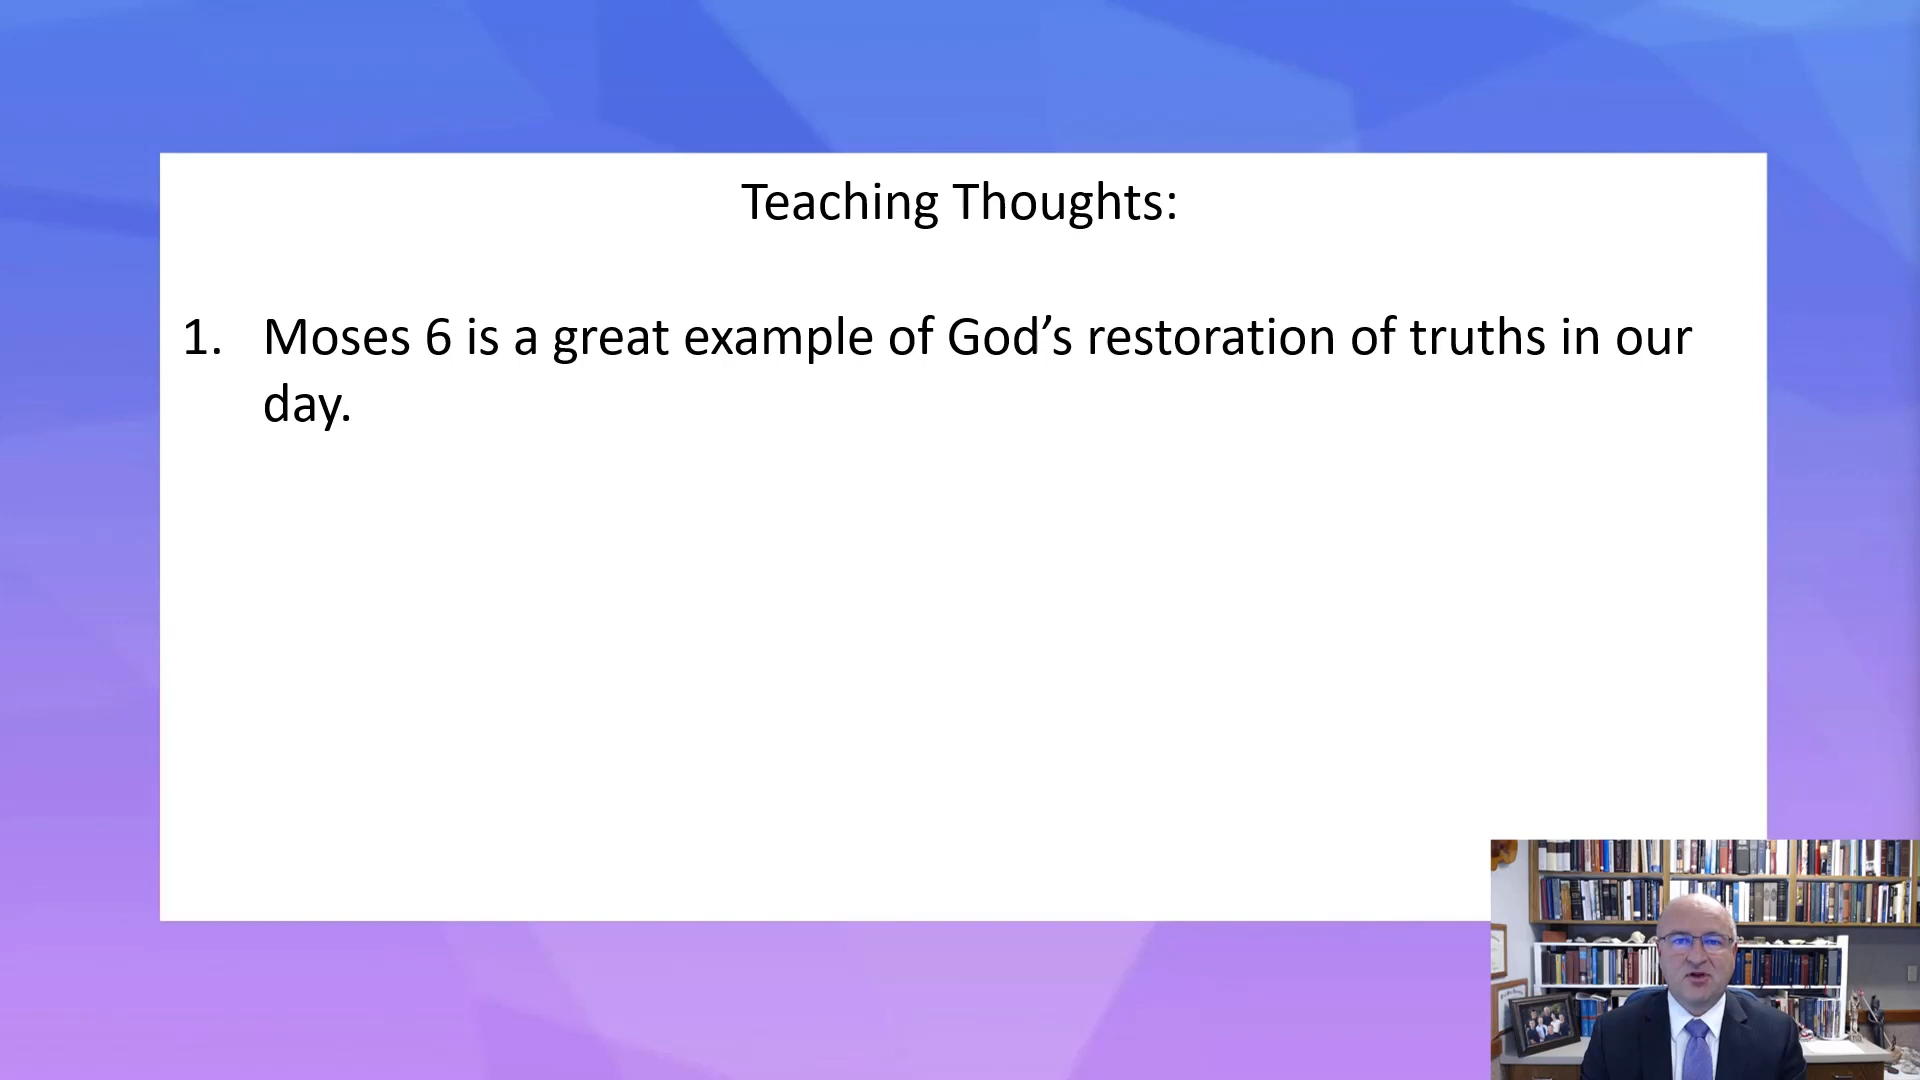 Teaching Thoughts:
1. Moses 6 is a great example of God’s restoration of truths in our
day.